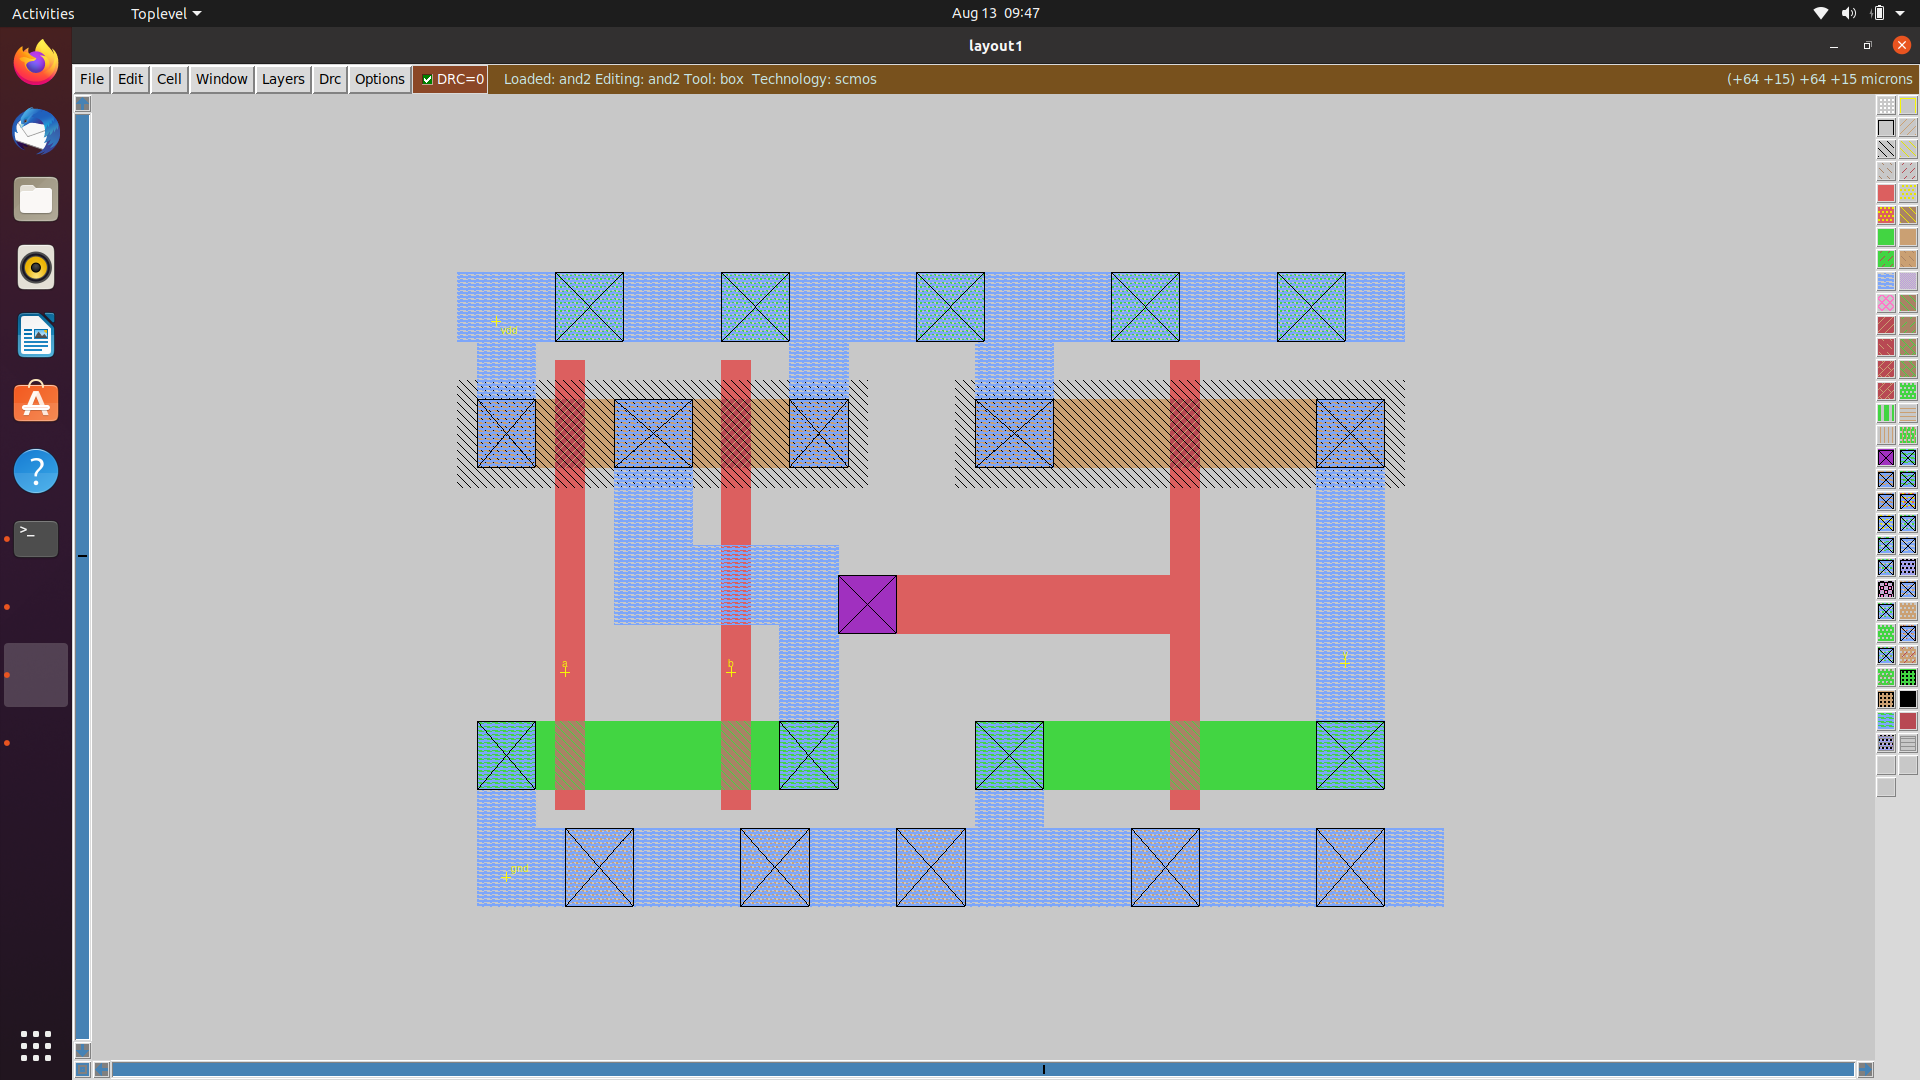 Activities
Toplevel
Aug 13 09:47
layout1
File Edit Cell Window Layers Drc Options DRC=0 Loaded: and2 Editing: and2 Tool: box Technology: scmos (+64 +15) +64 +15 microns
vdd
a
b
y
gnd